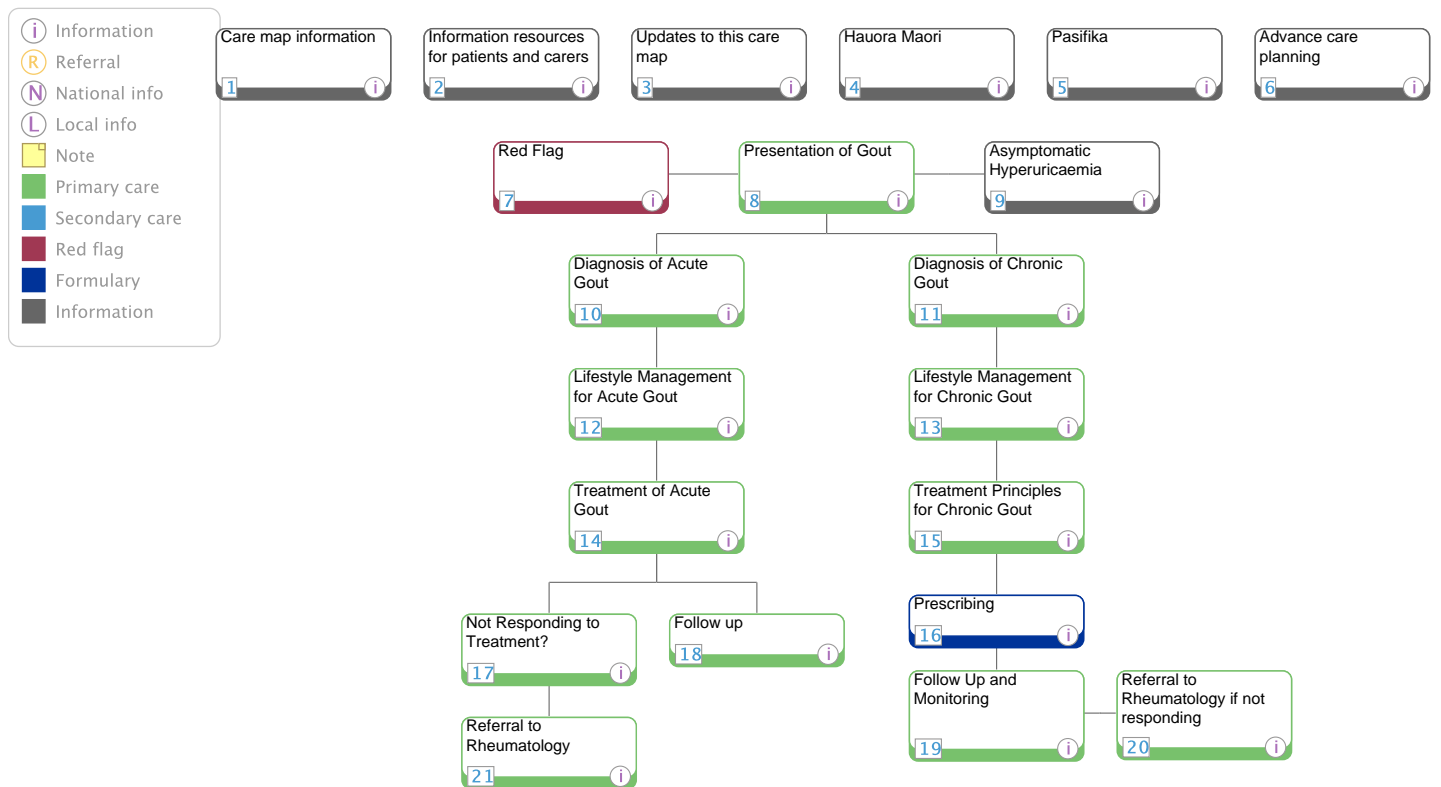 i Information
R Referral
N National info
L Local info
Note
Primary care
Secondary care
Red flag
Formulary
Information
Care map information
1 i
Information resources
for patients and carers
2 i
Updates to this care
map
3 i
Hauora Maori
4 i
Pasifika
5 i
Advance care
planning
6 i
Red Flag
7 i
Presentation of Gout
8 i
Asymptomatic
Hyperuricaemia
9 i
Diagnosis of Acute
Gout
10 i
Diagnosis of Chronic
Gout
11 i
Lifestyle Management
for Acute Gout
12 i
Lifestyle Management
for Chronic Gout
13 i
Treatment of Acute
Gout
14 i
Treatment Principles
for Chronic Gout
15 i
Prescribing
16 i
Not Responding to
Treatment?
17 i
Follow up
18 i
Follow Up and
Monitoring
19 i
Referral to
Rheumatology if not
responding
20 i
Referral to
Rheumatology
21 i